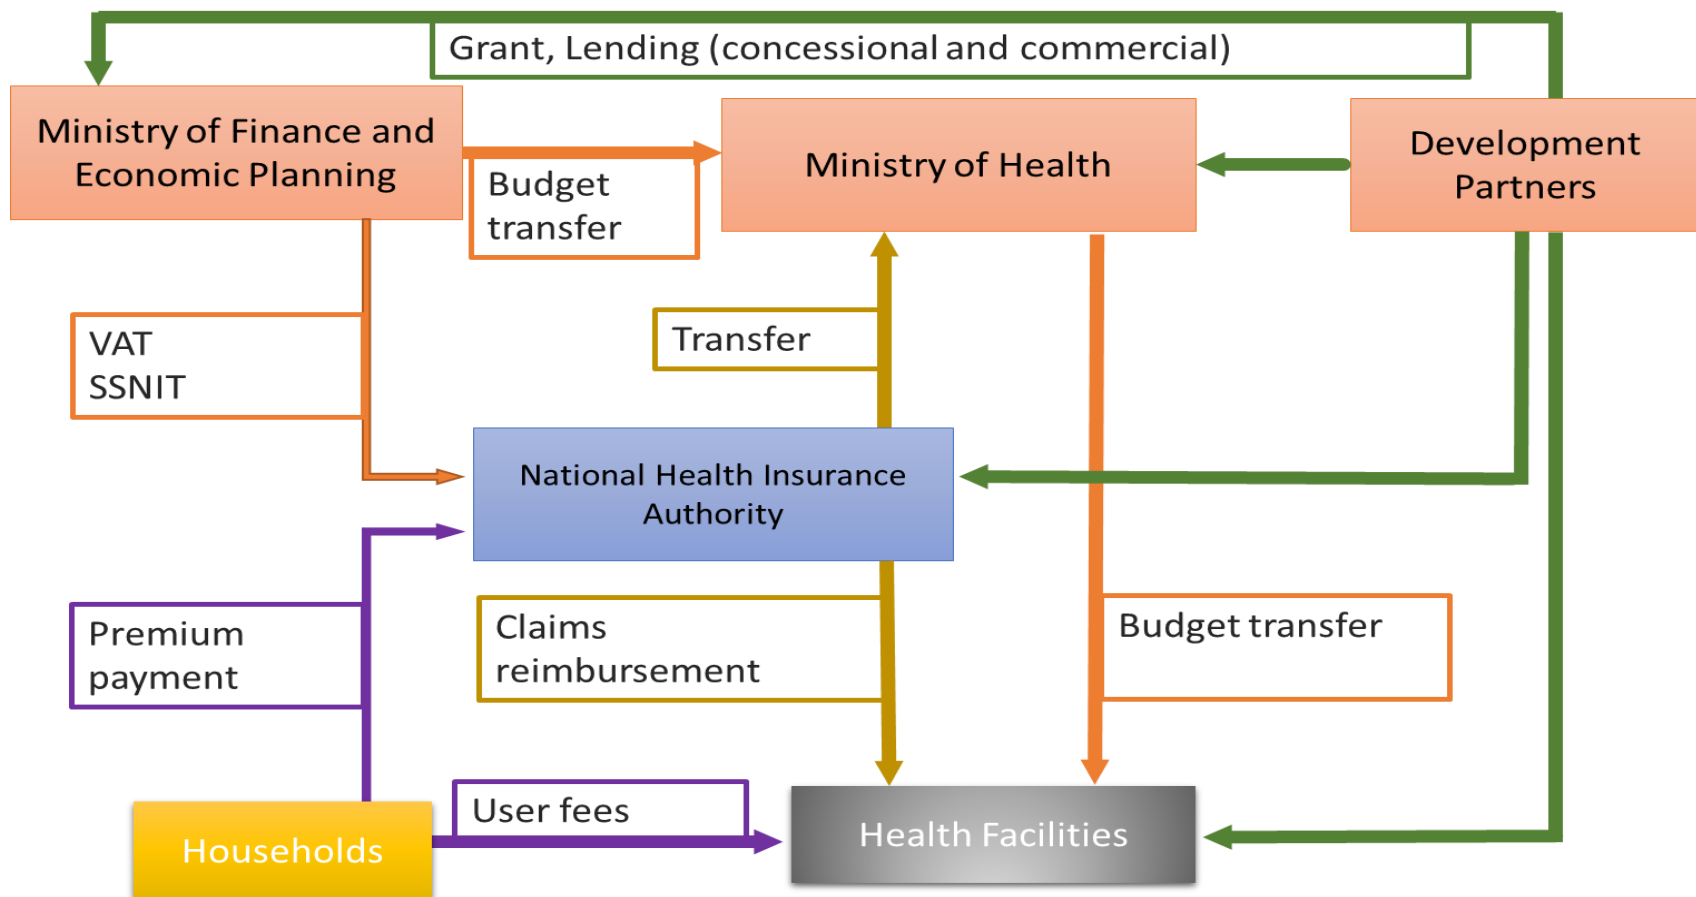 Grant, Lending (concessional and commercial)
Ministry of Finance and
Economic Planning
Ministry of Health
Development
Partners
Budget
transfer
VAT
SSNIT
Transfer
National Health Insurance
Authority
Premium
payment
Claims
reimbursement
Budget transfer
User fees
Households
Health Facilities